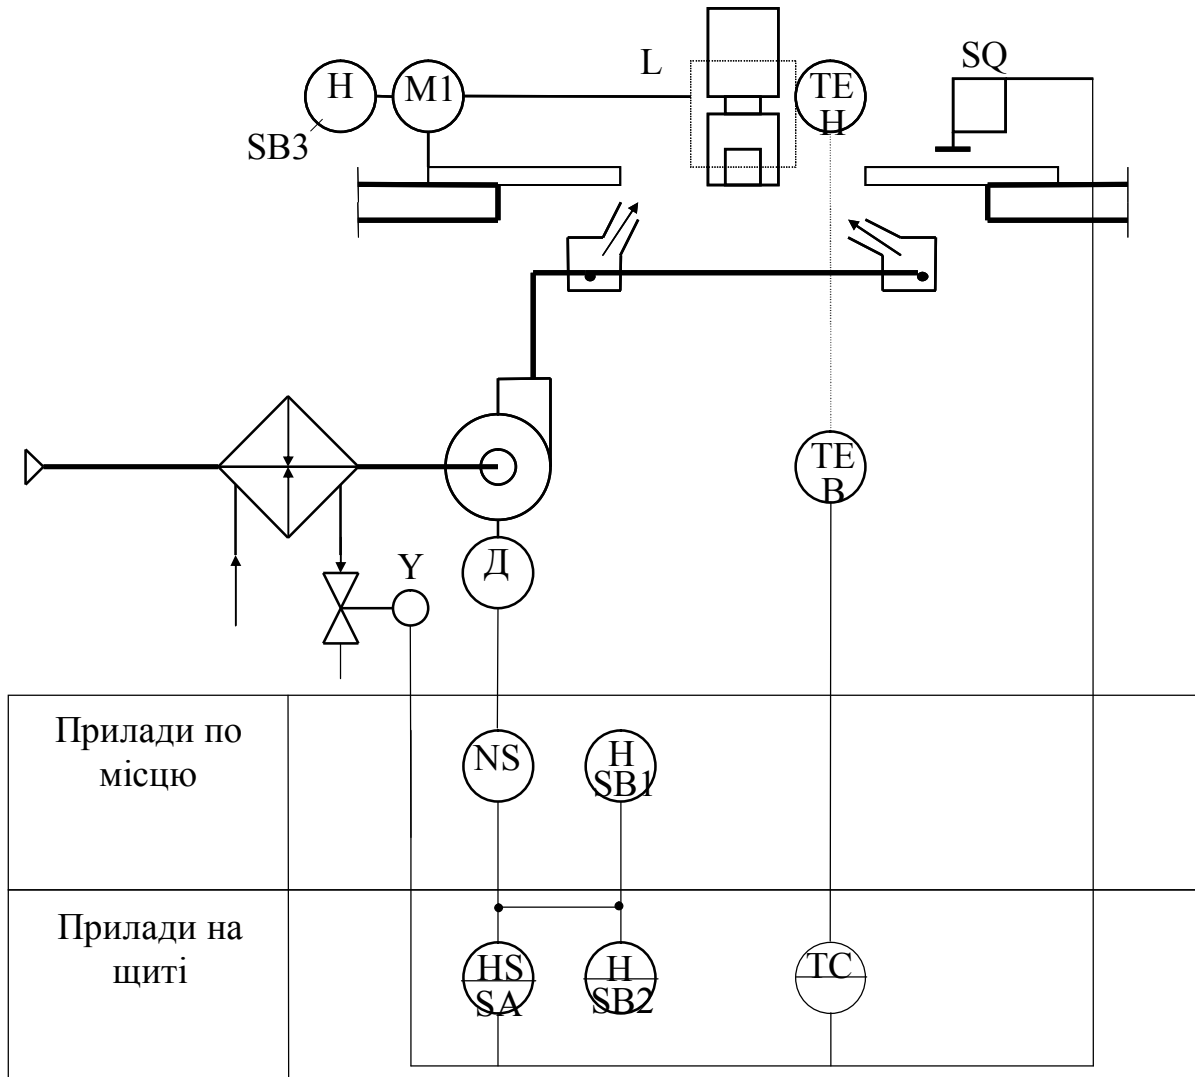 L
SQ
H
M1
TE
H
SB3
TE
B
Y
Д
Прилади по
місцю
NS
H
SB1
Прилади на
щиті
HS
SA
H
SB2
TC